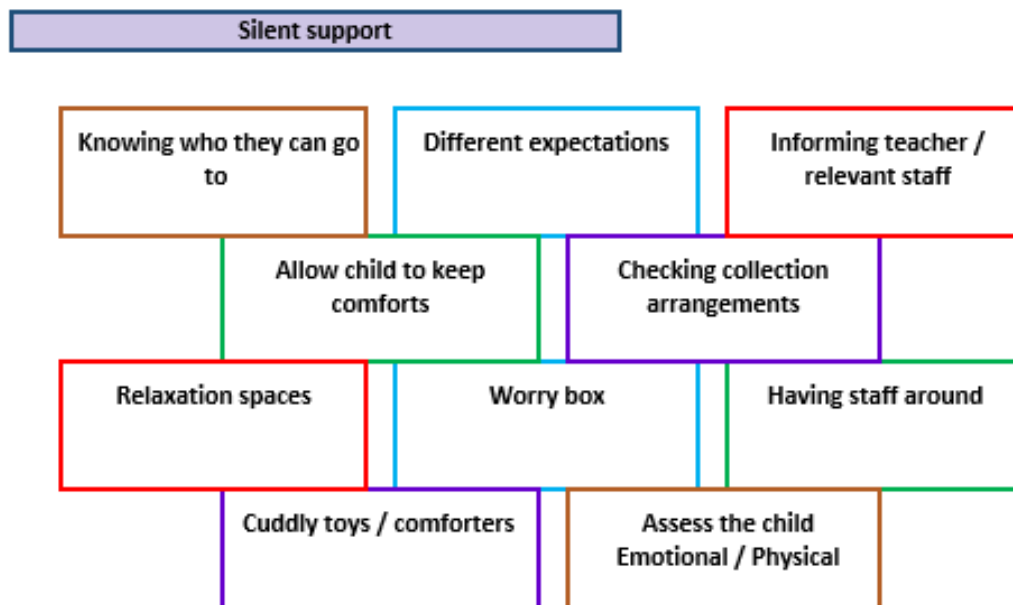 Silent support
Knowing who they can go
to
Different expectations
Informing teacher /
relevant staff
Allow child to keep
comforts
Checking collection
arrangements
Relaxation spaces
Worry box
Having staff around
Cuddly toys / comforters
Assess the child
Emotional / Physical